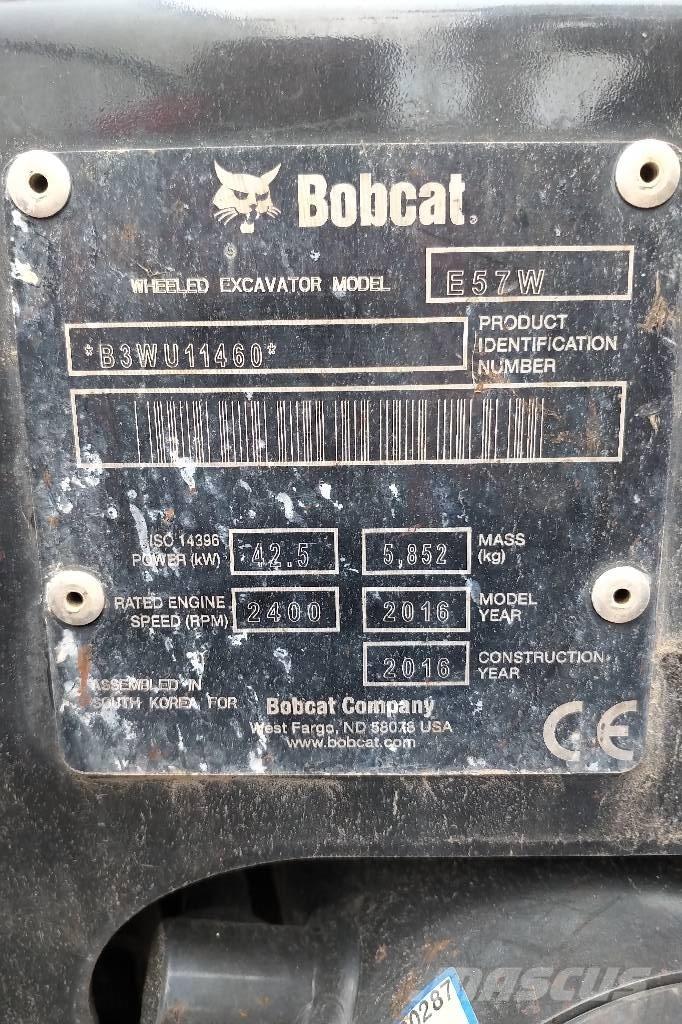 Bobcat
WHEELED EXCAVATOR MODEL E57W
*B3WU11460* PRODUCT IDENTIFICATION NUMBER
ISO 14396 POWER (kW) 42.5 5,852 MASS (kg)
RATED ENGINE SPEED (RPM) 2400 2016 MODEL YEAR
2016 CONSTRUCTION YEAR
ASSEMBLED IN
SOUTH KOREA FOR Bobcat Company
West Fargo, ND 58078 USA
www.bobcat.com
CE
0287
MASCUS